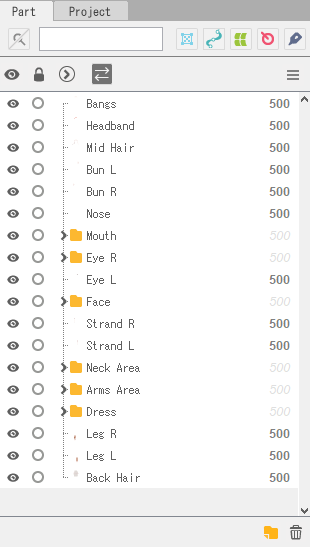 Part Project
Bangs 500
Headband 500
Mid Hair 500
Bun L 500
Bun R 500
Nose 500
Mouth 500
Eye R 500
Eye L 500
Face 500
Strand R 500
Strand L 500
Neck Area 500
Arms Area 500
Dress 500
Leg R 500
Leg L 500
Back Hair 500